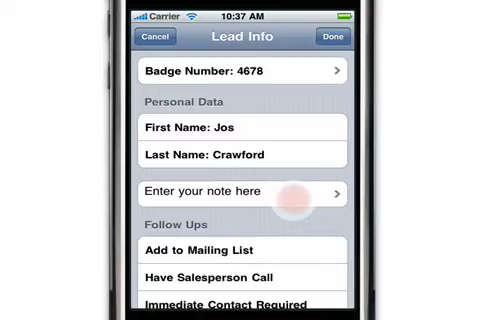 Carrier 10:37 AM
Cancel Lead Info Done
Badge Number: 4678
Personal Data
First Name: Jos
Last Name: Crawford
Enter your note here
Follow Ups
Add to Mailing List
Have Salesperson Call
Immediate Contact Required